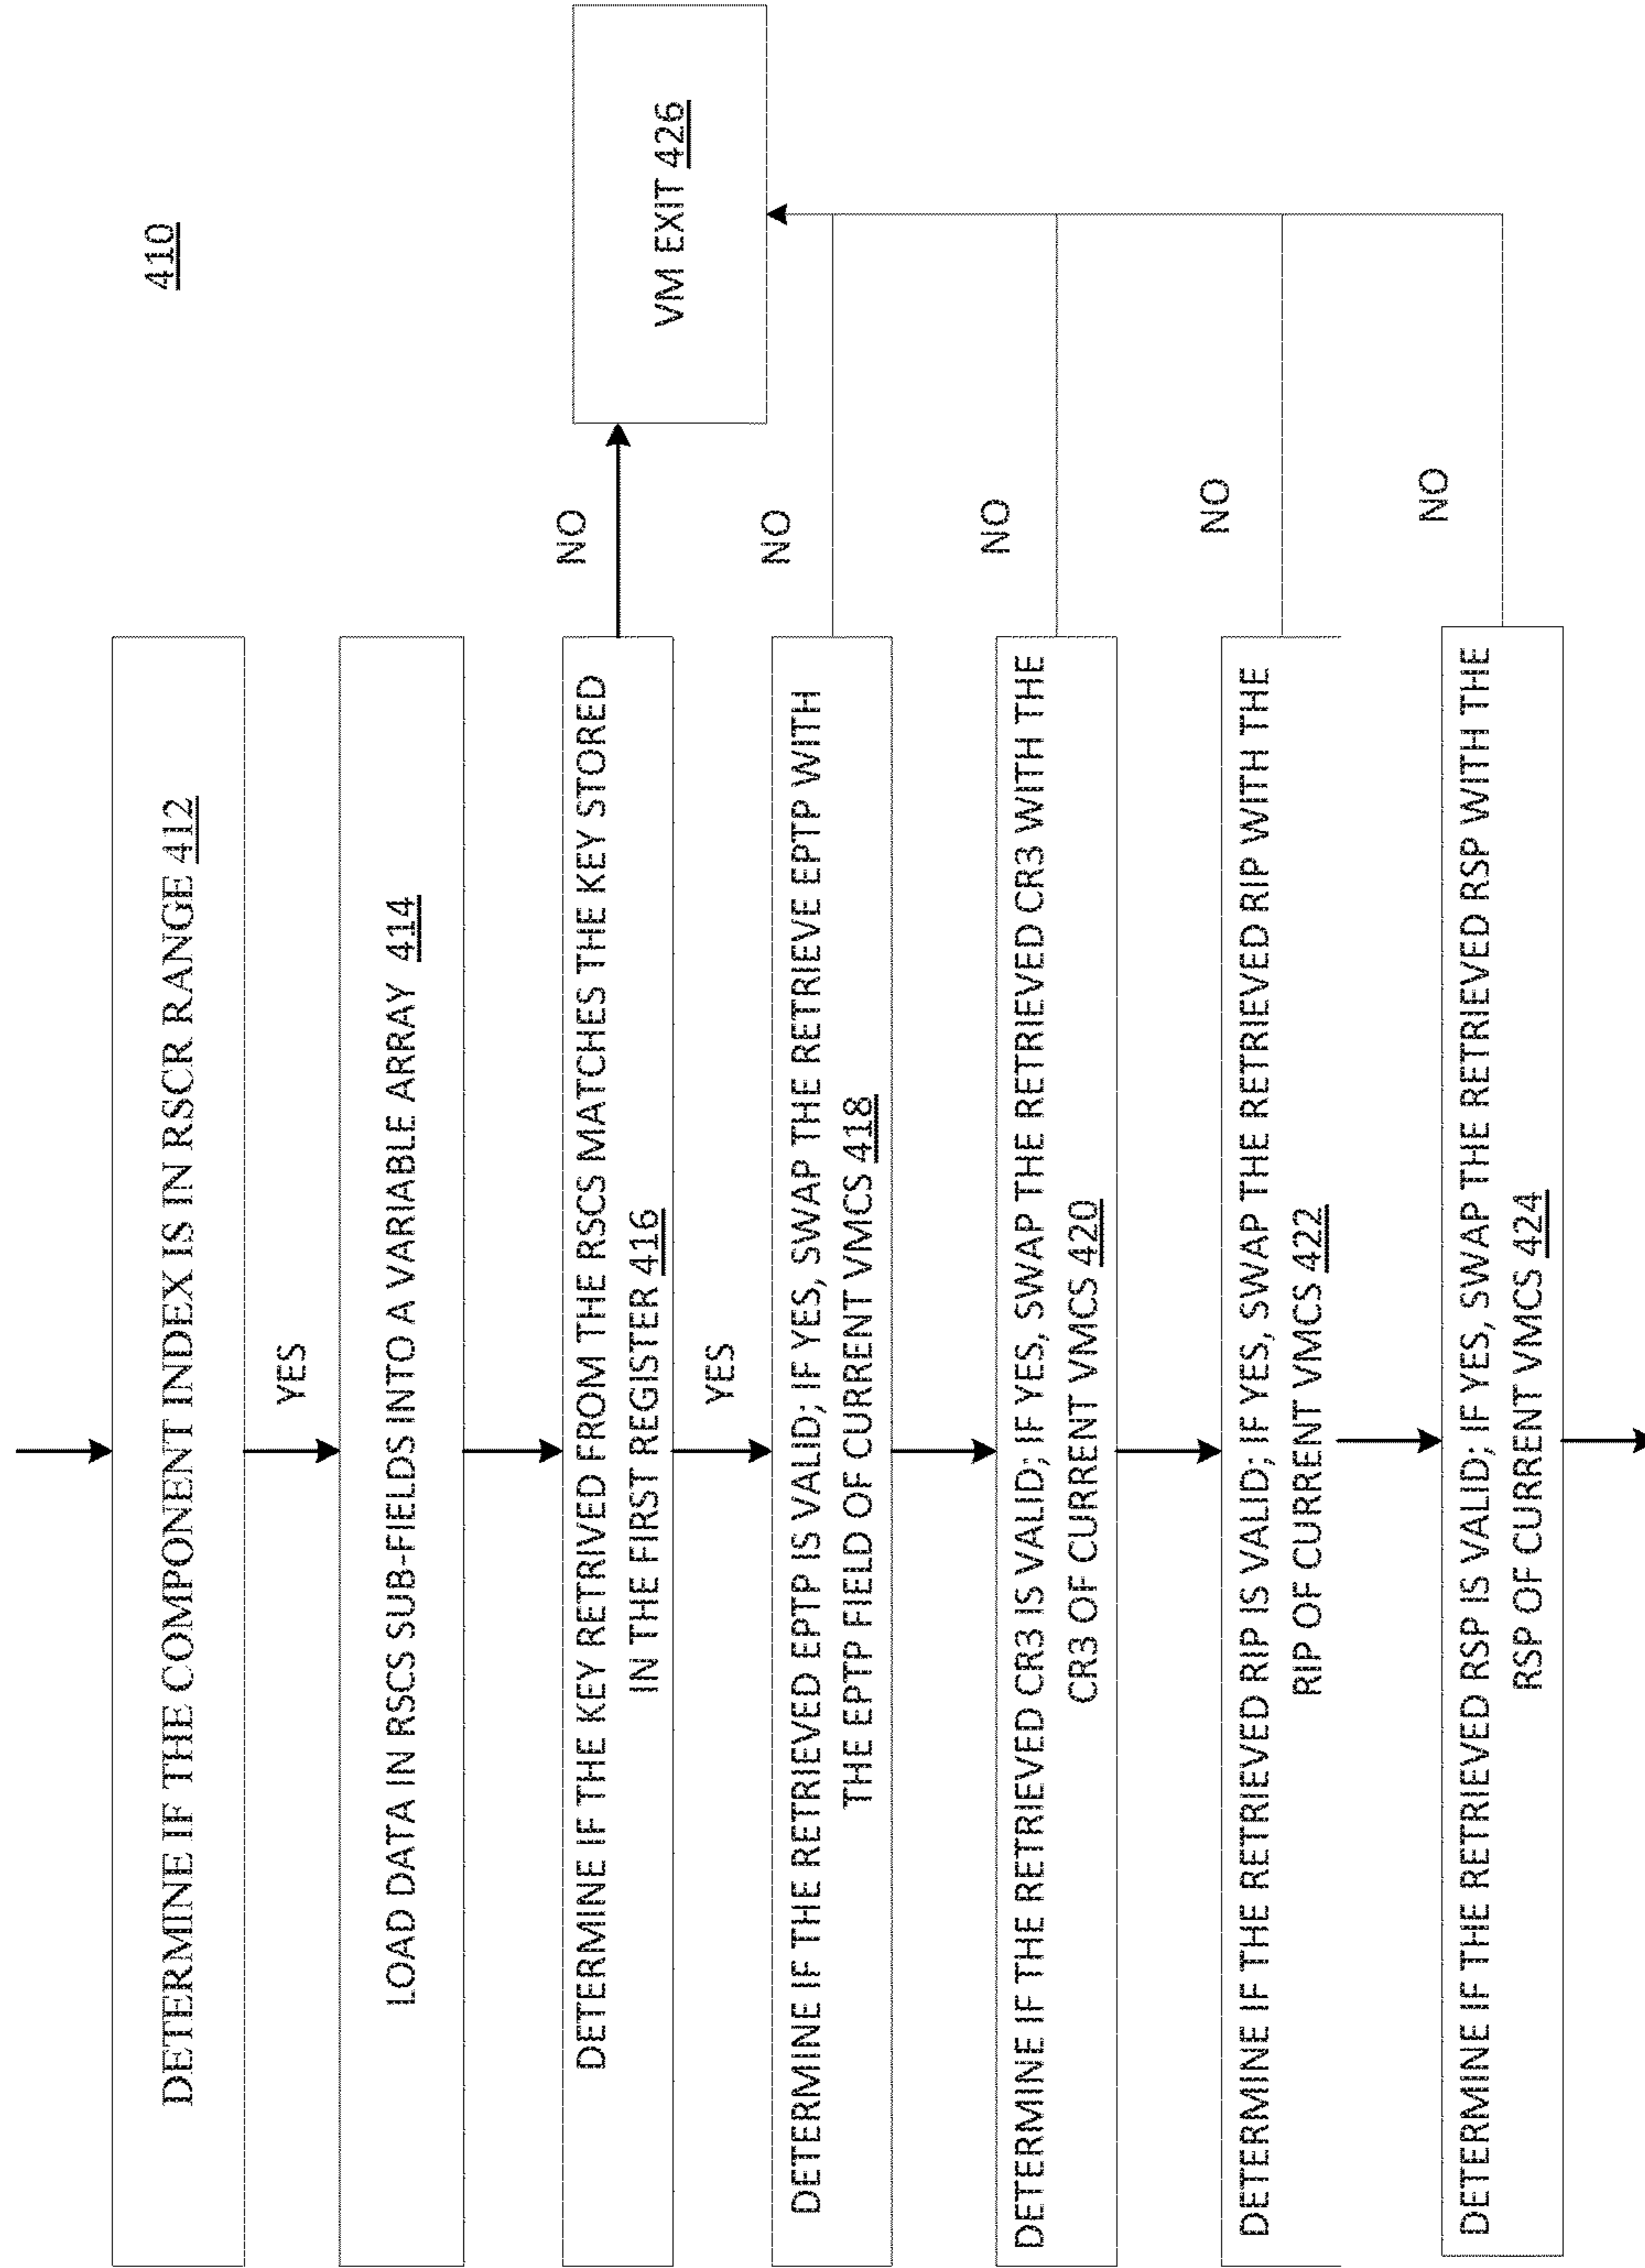 410
DETERMINE IF THE COMPONENT INDEX IS IN RSCR RANGE 412
YES
LOAD DATA IN RSCS SUB-FIELDS INTO A VARIABLE ARRAY 414
DETERMINE IF THE KEY RETRIVED FROM THE RSCS MATCHES THE KEY STORED
IN THE FIRST REGISTER 416
NO
VM EXIT 426
YES
DETERMINE IF THE RETRIEVED EPTP IS VALID; IF YES, SWAP THE RETRIEVE EPTP WITH
THE EPTP FIELD OF CURRENT VMCS 418
NO
DETERMINE IF THE RETRIEVED CR3 IS VALID; IF YES, SWAP THE RETRIEVED CR3 WITH THE
CR3 OF CURRENT VMCS 420
NO
DETERMINE IF THE RETRIEVED RIP IS VALID; IF YES, SWAP THE RETRIEVED RIP WITH THE
RIP OF CURRENT VMCS 422
NO
DETERMINE IF THE RETRIEVED RSP IS VALID; IF YES, SWAP THE RETRIEVED RSP WITH THE
RSP OF CURRENT VMCS 424
NO